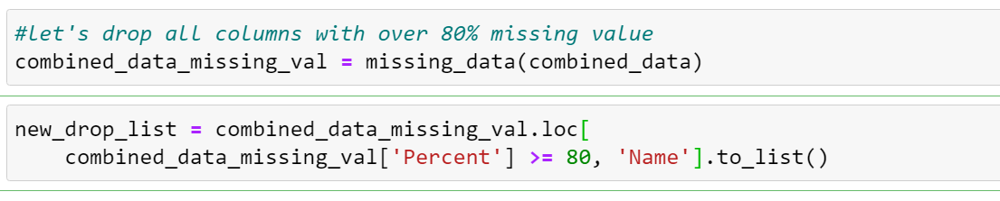 #let's drop all columns with over 80% missing value
combined_data_missing_val = missing_data(combined_data)
new_drop_list = combined_data_missing_val.loc[
    combined_data_missing_val['Percent'] >= 80, 'Name'].to_list()